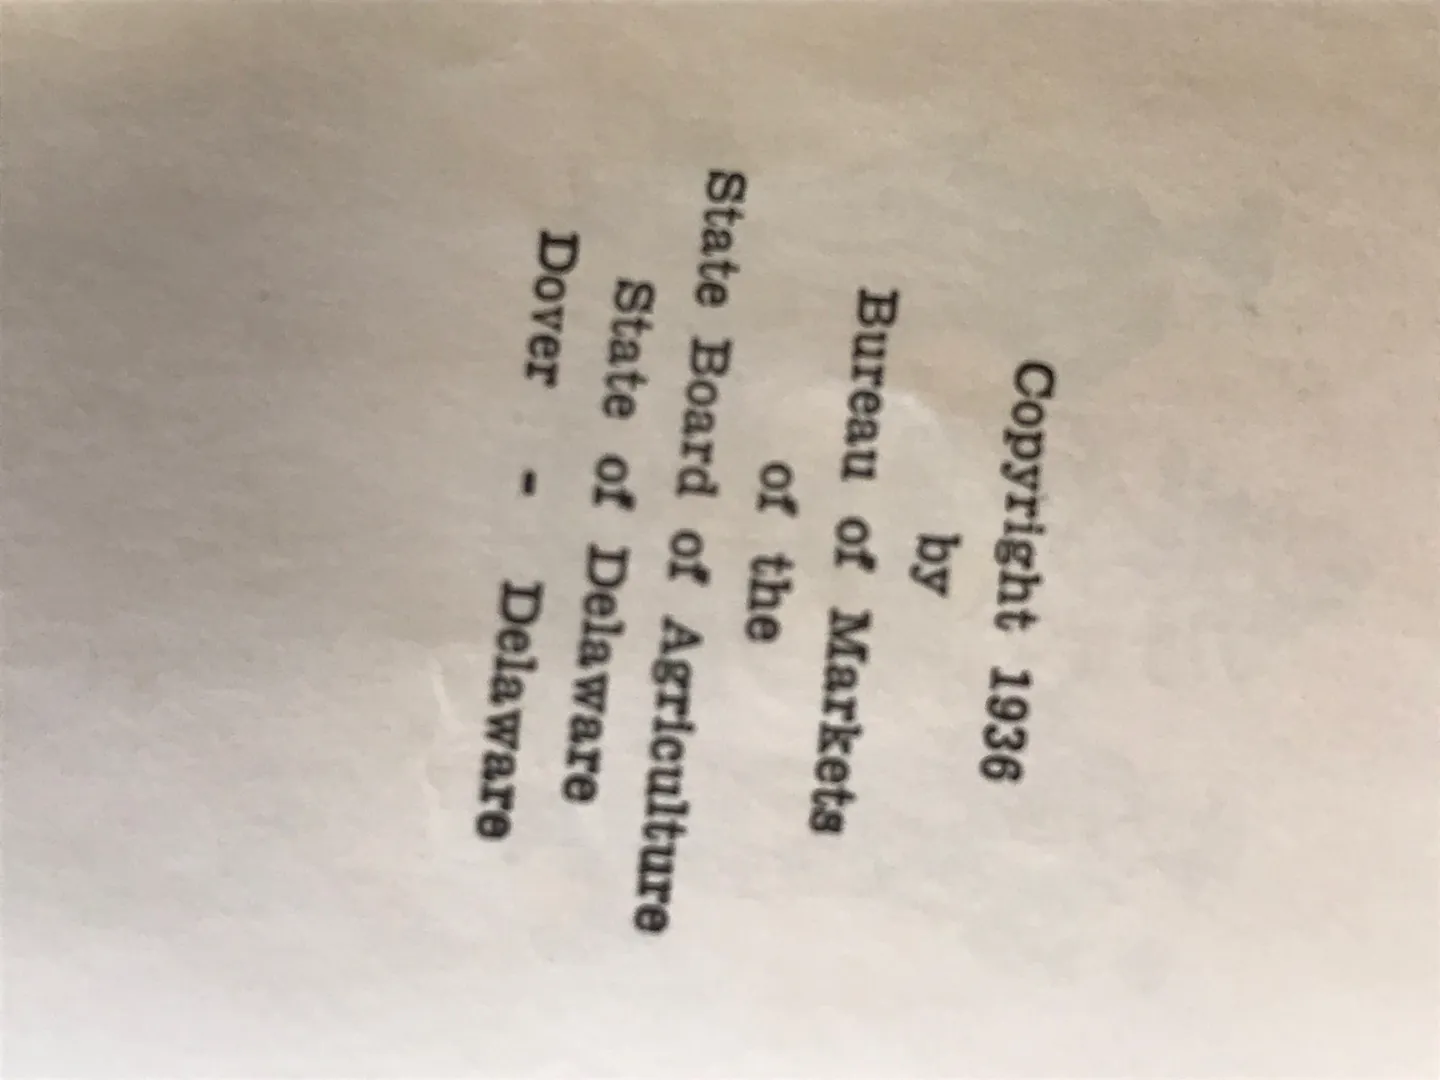 Copyright 1936
by
Bureau of Markets
of the
State Board of Agriculture
State of Delaware
Dover - Delaware